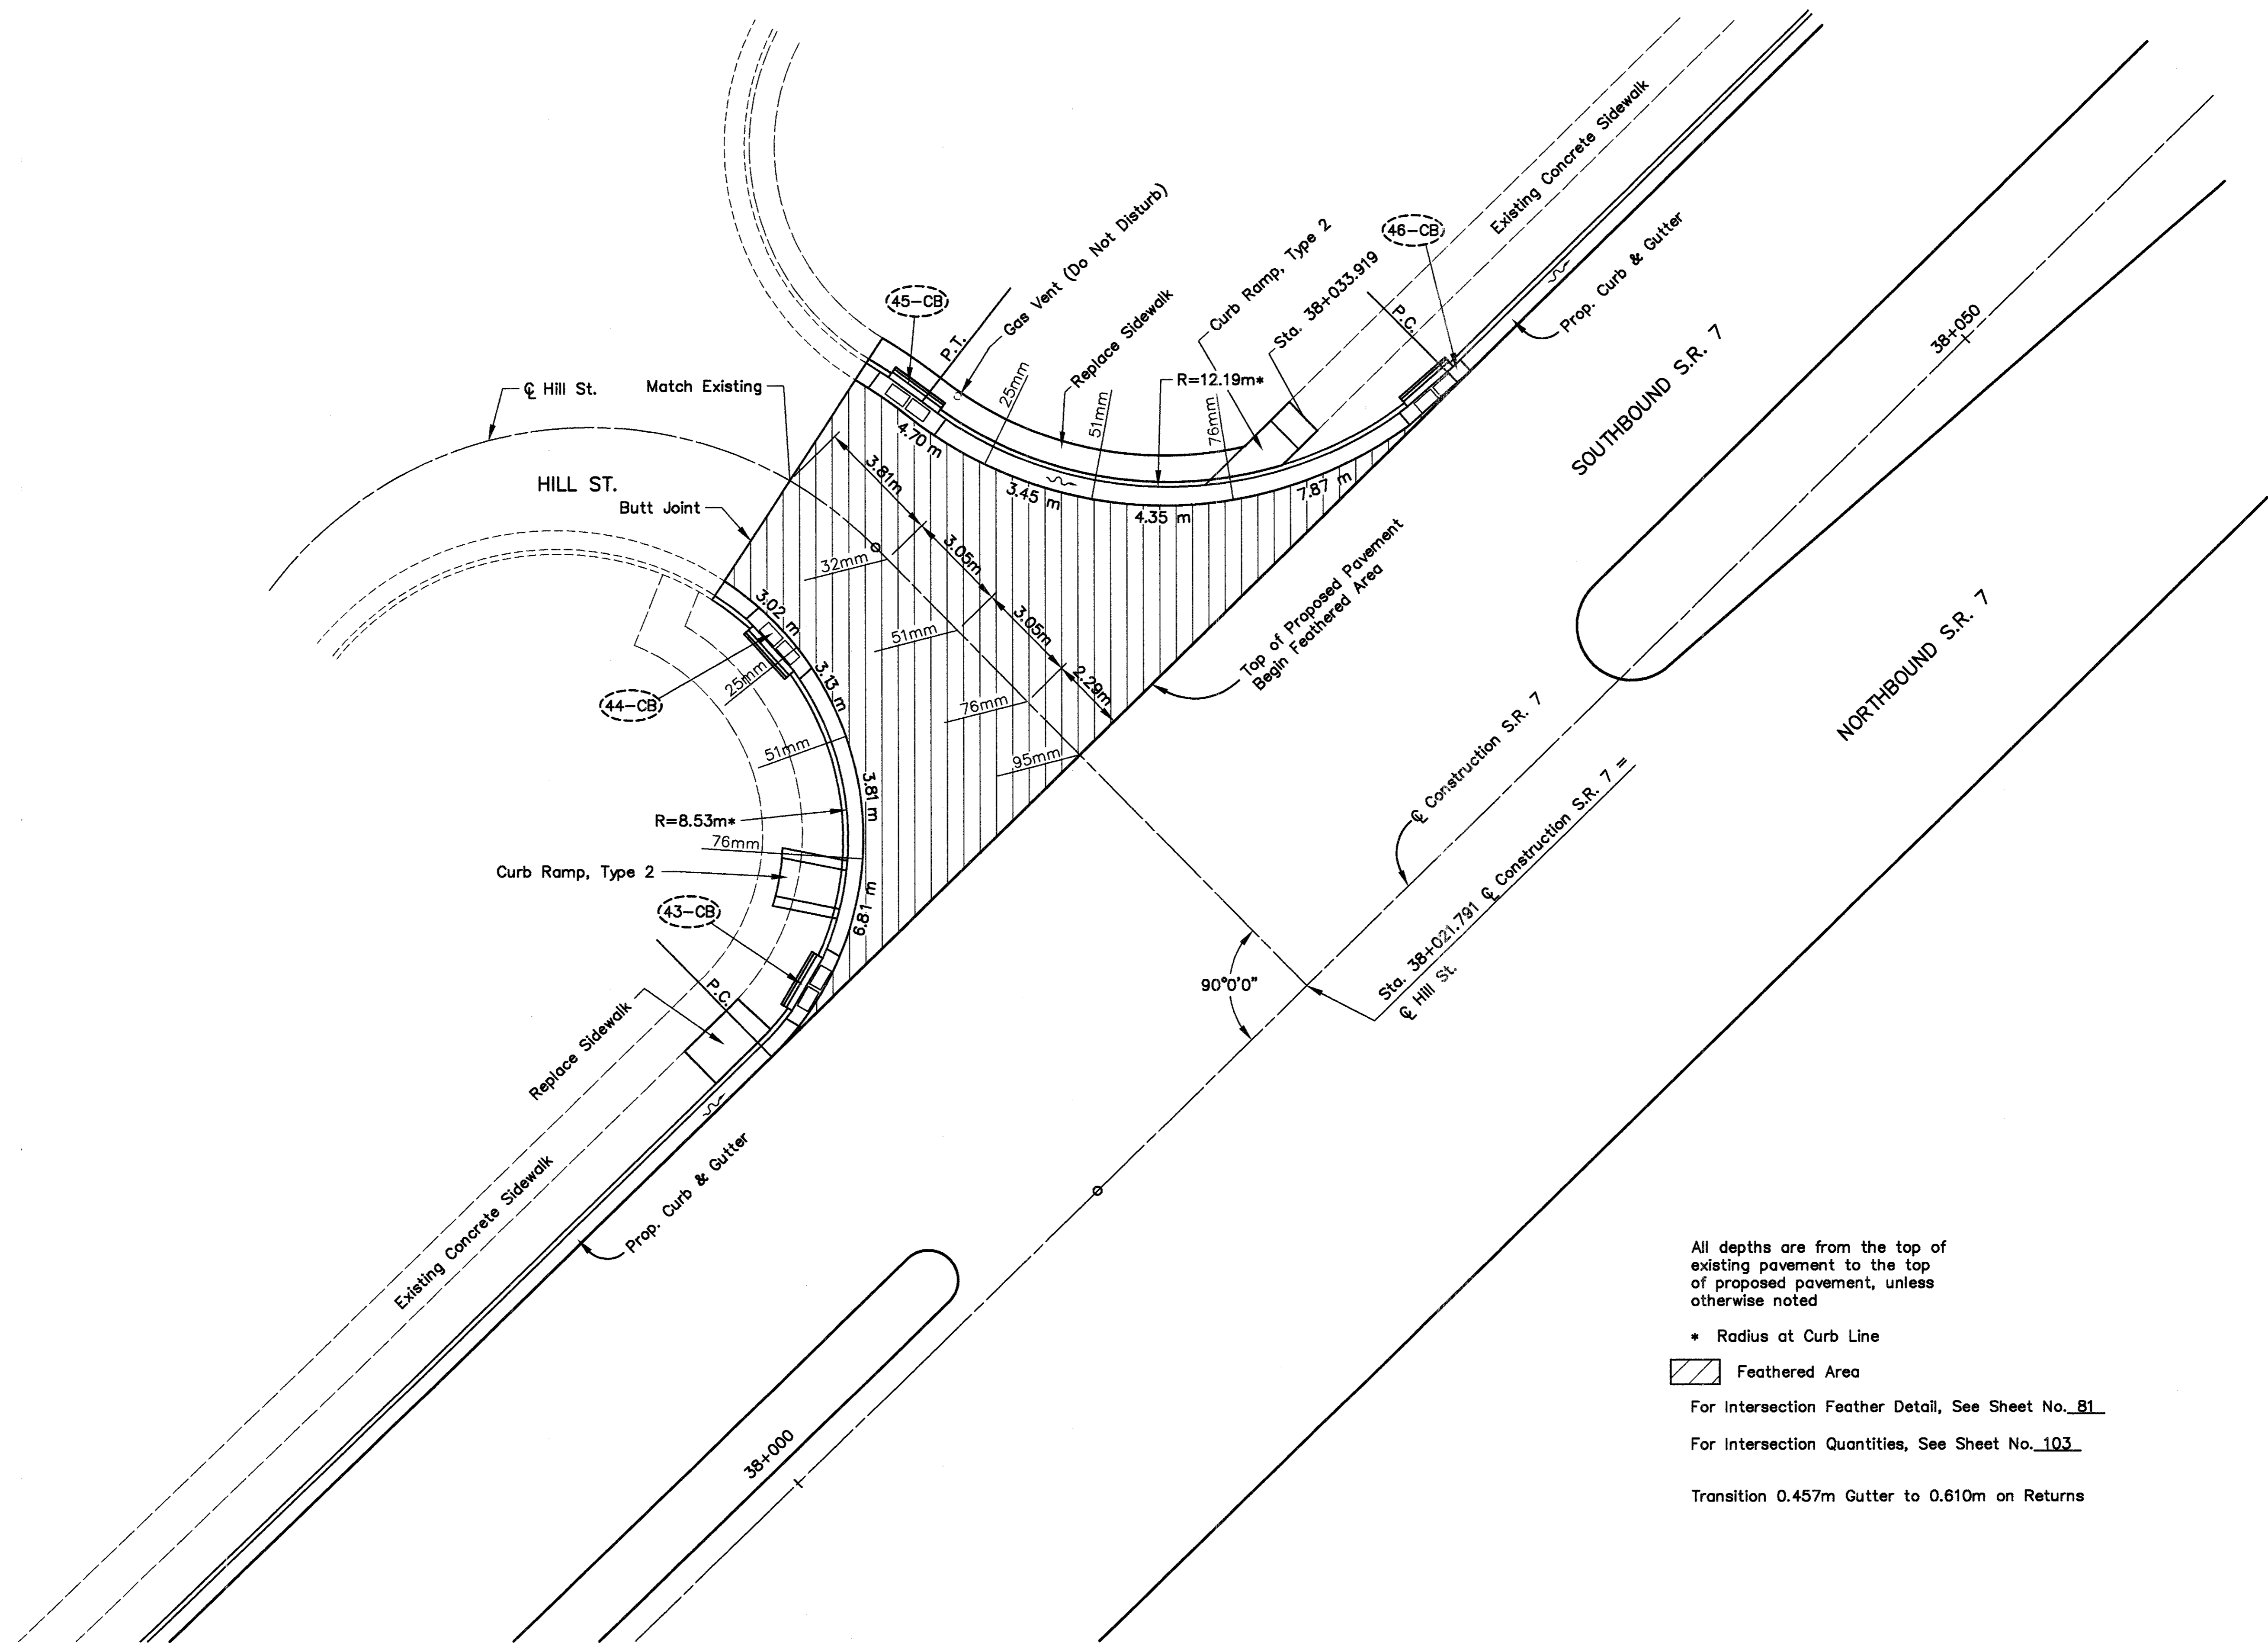 Existing Concrete Sidewalk
46-CB
Gas Vent (Do Not Disturb)
Curb Ramp, Type 2
Sta. 38+033.919
Prop. Curb & Gutter
45-CB
P.T.
Replace Sidewalk
P.C.
38+050
SOUTHBOUND S.R. 7
℄ Hill St.
Match Existing
25mm
R=12.19m*
51mm
76mm
4.70 m
HILL ST.
Butt Joint
3.81m
3.45 m
4.35 m
7.87 m
32mm
3.05m
51mm
3.05m
76mm
2.29m
95mm
Top of Proposed Pavement
Begin Feathered Area
3.02 m
25mm
3.13 m
44-CB
51mm
3.81 m
R=8.53m*
76mm
Curb Ramp, Type 2
6.81 m
43-CB
P.C.
Replace Sidewalk
NORTHBOUND S.R. 7
℄ Construction S.R. 7
Sta. 38+021.791 ℄ Construction S.R. 7 =
℄ Hill St.
90°0'0"
Existing Concrete Sidewalk
Prop. Curb & Gutter
38+000
All depths are from the top of
existing pavement to the top
of proposed pavement, unless
otherwise noted
* Radius at Curb Line
Feathered Area
For Intersection Feather Detail, See Sheet No. 81
For Intersection Quantities, See Sheet No. 103
Transition 0.457m Gutter to 0.610m on Returns